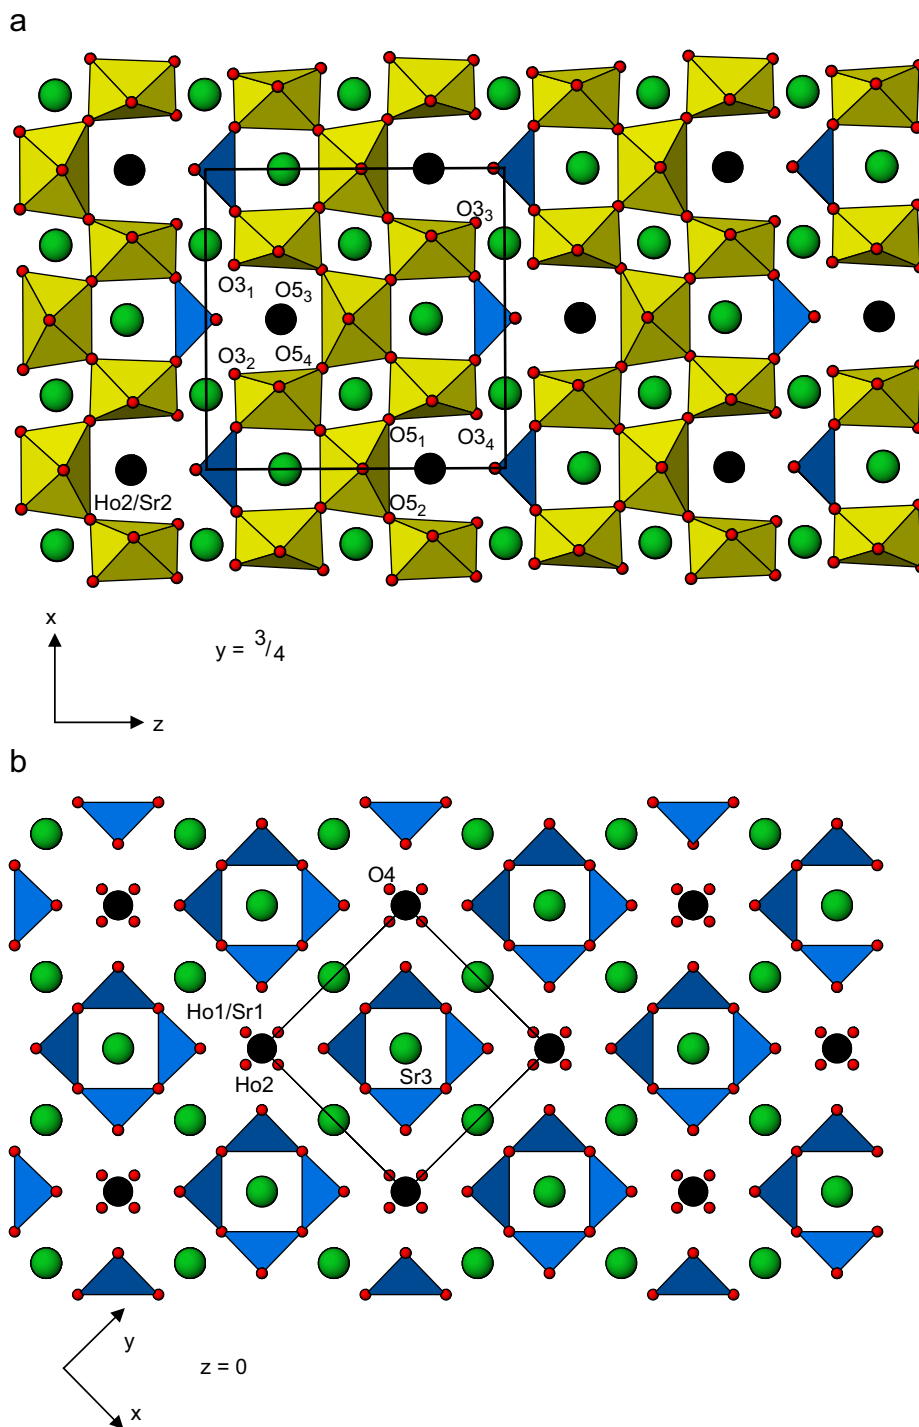 a
O3₃
O3₁ O5₃
O3₂ O5₄
O5₁ O3₄
Ho2/Sr2 O5₂
x
y = ³/₄
z
b
O4
Ho1/Sr1
Ho2 Sr3
y
z = 0
x